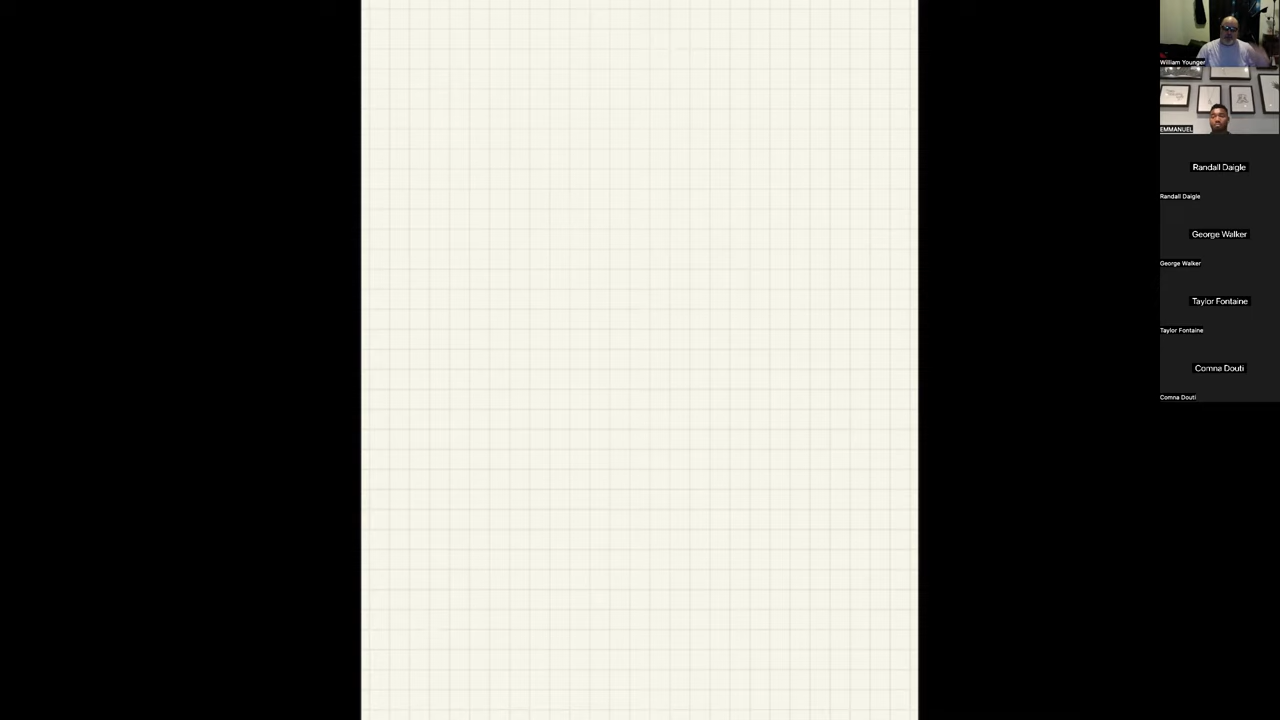 William Younger
EMMANUEL
Randall Daigle
Randall Daigle
George Walker
George Walker
Taylor Fontaine
Taylor Fontaine
Comna Douti
Comna Douti